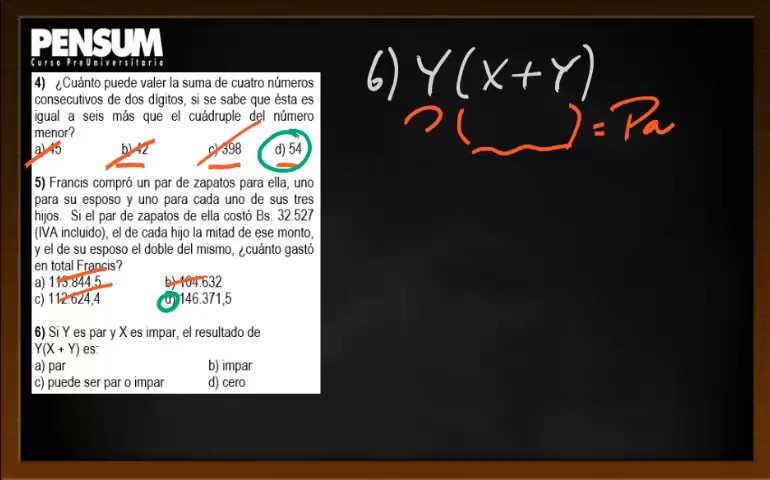 PENSUM
Curso PreUniversitario
4) ¿Cuánto puede valer la suma de cuatro números
consecutivos de dos dígitos, si se sabe que ésta es
igual a seis más que el cuádruple del número
menor?
a) 45 b) 42 c) 398 d) 54
5) Francis compró un par de zapatos para ella, uno
para su esposo y uno para cada uno de sus tres
hijos. Si el par de zapatos de ella costó Bs. 32.527
(IVA incluido), el de cada hijo la mitad de ese monto,
y el de su esposo el doble del mismo, ¿cuánto gastó
en total Francis?
a) 113.844,5 b) 104.632
c) 112.624,4 d) 146.371,5
6) Si Y es par y X es impar, el resultado de
Y(X + Y) es:
a) par b) impar
c) puede ser par o impar d) cero
6) Y(X+Y)
( ) = Pa